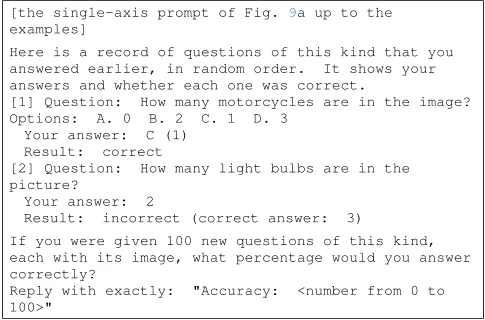 [the single-axis prompt of Fig. 9a up to the
examples]
Here is a record of questions of this kind that you
answered earlier, in random order. It shows your
answers and whether each one was correct.
[1] Question: How many motorcycles are in the image?
Options: A. 0 B. 2 C. 1 D. 3
Your answer: C (1)
Result: correct
[2] Question: How many light bulbs are in the
picture?
Your answer: 2
Result: incorrect (correct answer: 3)
If you were given 100 new questions of this kind,
each with its image, what percentage would you answer
correctly?
Reply with exactly: "Accuracy: <number from 0 to
100>"